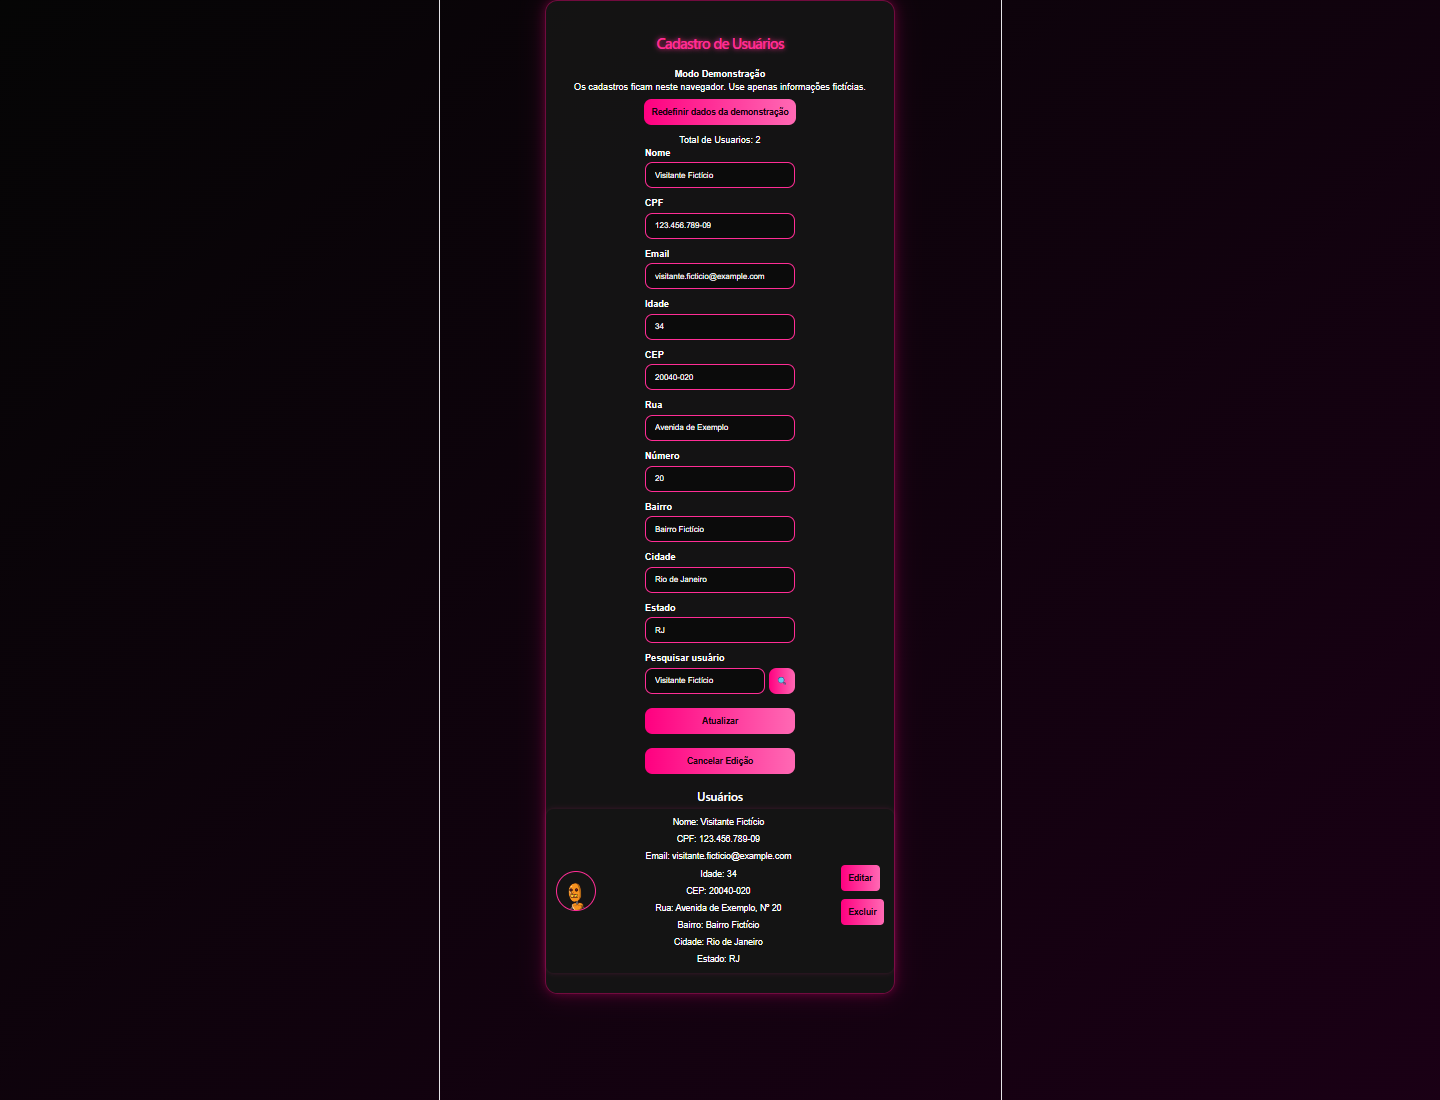 Cadastro de Usuários
Modo Demonstração
Os cadastros ficam neste navegador. Use apenas informações fictícias.
Redefinir dados da demonstração
Total de Usuarios: 2
Nome
Visitante Fictício
CPF
123.456.789-09
Email
visitante.ficticio@example.com
Idade
34
CEP
20040-020
Rua
Avenida de Exemplo
Número
20
Bairro
Bairro Fictício
Cidade
Rio de Janeiro
Estado
RJ
Pesquisar usuário
Visitante Fictício
Atualizar
Cancelar Edição
Usuários
Nome: Visitante Fictício
CPF: 123.456.789-09
Email: visitante.ficticio@example.com
Idade: 34
CEP: 20040-020
Rua: Avenida de Exemplo, Nº 20
Bairro: Bairro Fictício
Cidade: Rio de Janeiro
Estado: RJ
Editar
Excluir